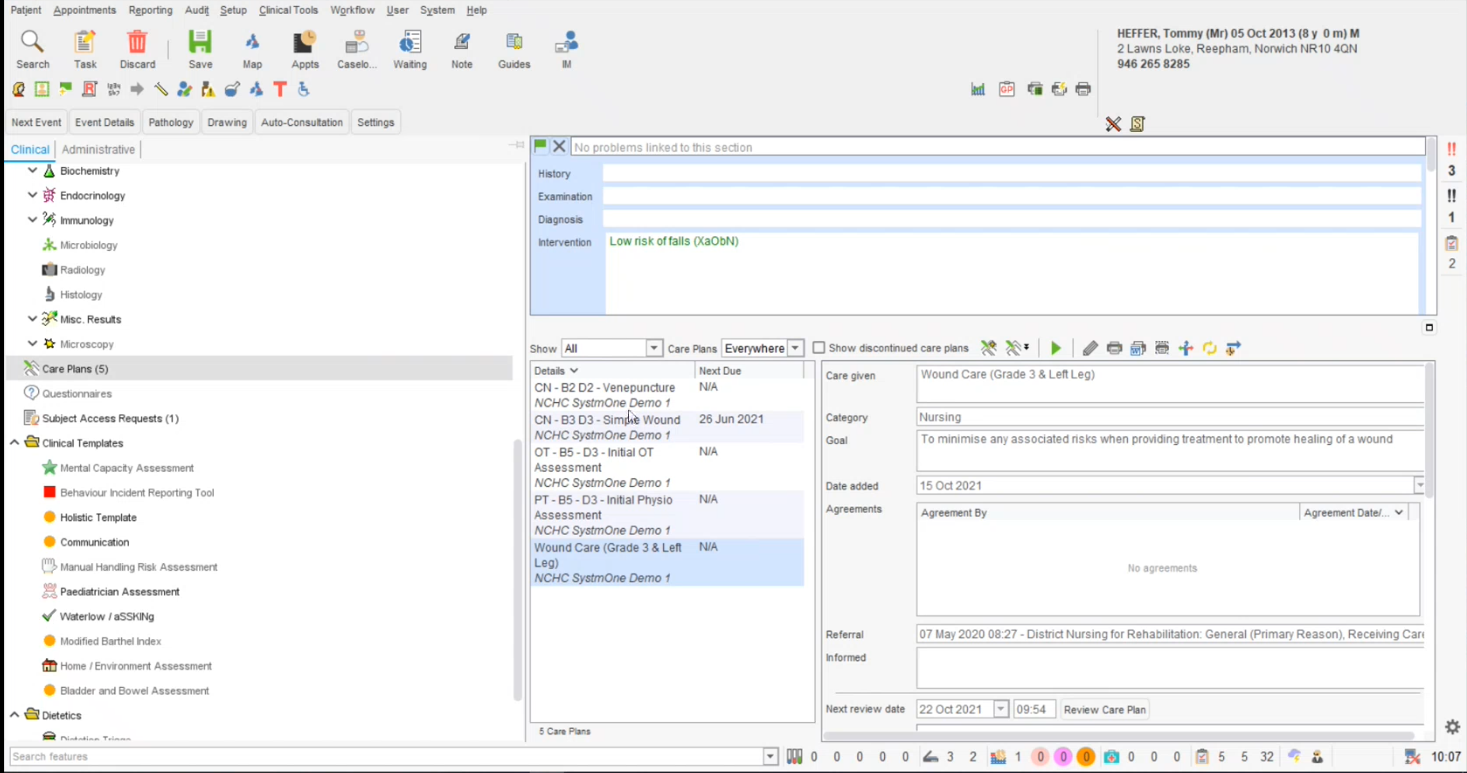 Patient Appointments Reporting Audit Setup Clinical Tools Workflow User System Help
Search Task Discard Save Map Appts Caselo... Waiting Note Guides IM
HEFFER, Tommy (Mr) 05 Oct 2013 (8 y 0 m) M
2 Lawns Loke, Reepham, Norwich NR10 4QN
946 265 8285
Next Event Event Details Pathology Drawing Auto-Consultation Settings
Clinical Administrative
Biochemistry
Endocrinology
Immunology
Microbiology
Radiology
Histology
Misc. Results
Microscopy
Care Plans (5)
Questionnaires
Subject Access Requests (1)
Clinical Templates
Mental Capacity Assessment
Behaviour Incident Reporting Tool
Holistic Template
Communication
Manual Handling Risk Assessment
Paediatrician Assessment
Waterlow / aSSKINg
Modified Barthel Index
Home / Environment Assessment
Bladder and Bowel Assessment
Dietetics
No problems linked to this section
History
Examination
Diagnosis
Intervention Low risk of falls (XaObN)
!! 3
!! 1
2
Show All Care Plans Everywhere Show discontinued care plans
Details Next Due
CN - B2 D2 - Venepuncture N/A
NCHC SystmOne Demo 1
CN - B3 D3 - Simple Wound 26 Jun 2021
NCHC SystmOne Demo 1
OT - B5 - D3 - Initial OT N/A
Assessment
NCHC SystmOne Demo 1
PT - B5 - D3 - Initial Physio N/A
Assessment
NCHC SystmOne Demo 1
Wound Care (Grade 3 & Left N/A
Leg)
NCHC SystmOne Demo 1
5 Care Plans
Care given Wound Care (Grade 3 & Left Leg)
Category Nursing
Goal To minimise any associated risks when providing treatment to promote healing of a wound
Date added 15 Oct 2021
Agreements Agreement By Agreement Date/...
No agreements
Referral 07 May 2020 08:27 - District Nursing for Rehabilitation: General (Primary Reason), Receiving Care
Informed
Next review date 22 Oct 2021 09:54 Review Care Plan
Search features 0 0 0 0 0 3 2 1 0 0 0 0 0 0 5 5 32 10:07